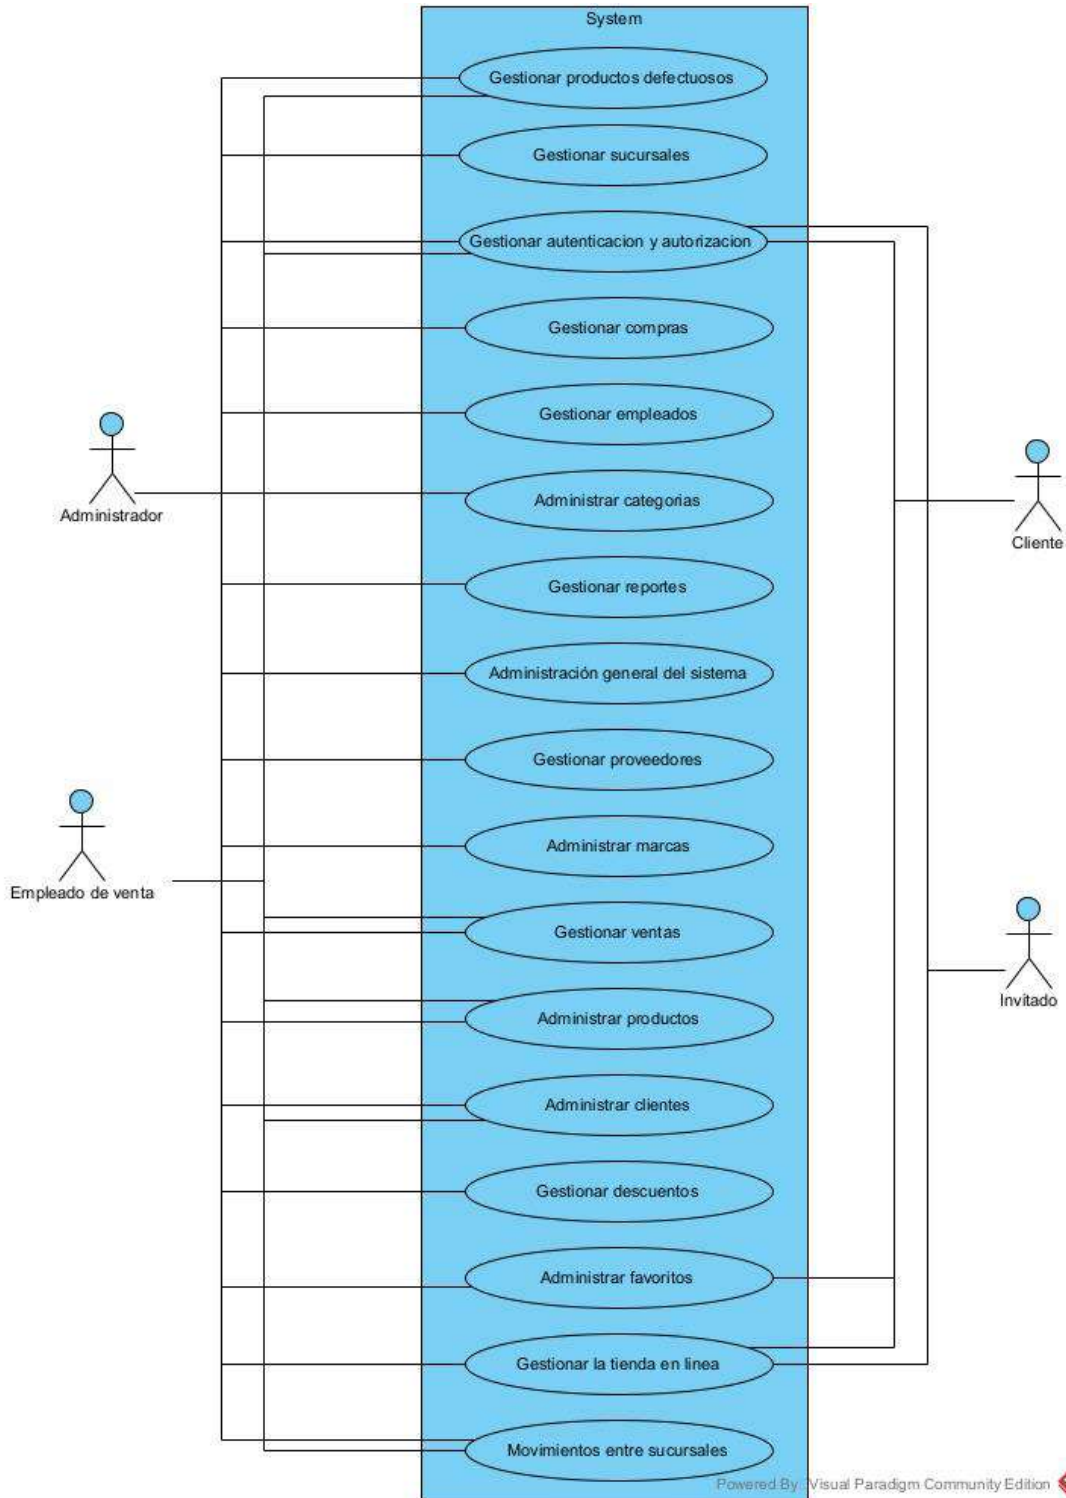 System
Gestionar productos defectuosos
Gestionar sucursales
Gestionar autenticacion y autorizacion
Gestionar compras
Gestionar empleados
Administrador
Administrar categorias
Cliente
Gestionar reportes
Administración general del sistema
Gestionar proveedores
Administrar marcas
Empleado de venta
Gestionar ventas
Invitado
Administrar productos
Administrar clientes
Gestionar descuentos
Administrar favoritos
Gestionar la tienda en linea
Movimientos entre sucursales
Powered By Visual Paradigm Community Edition